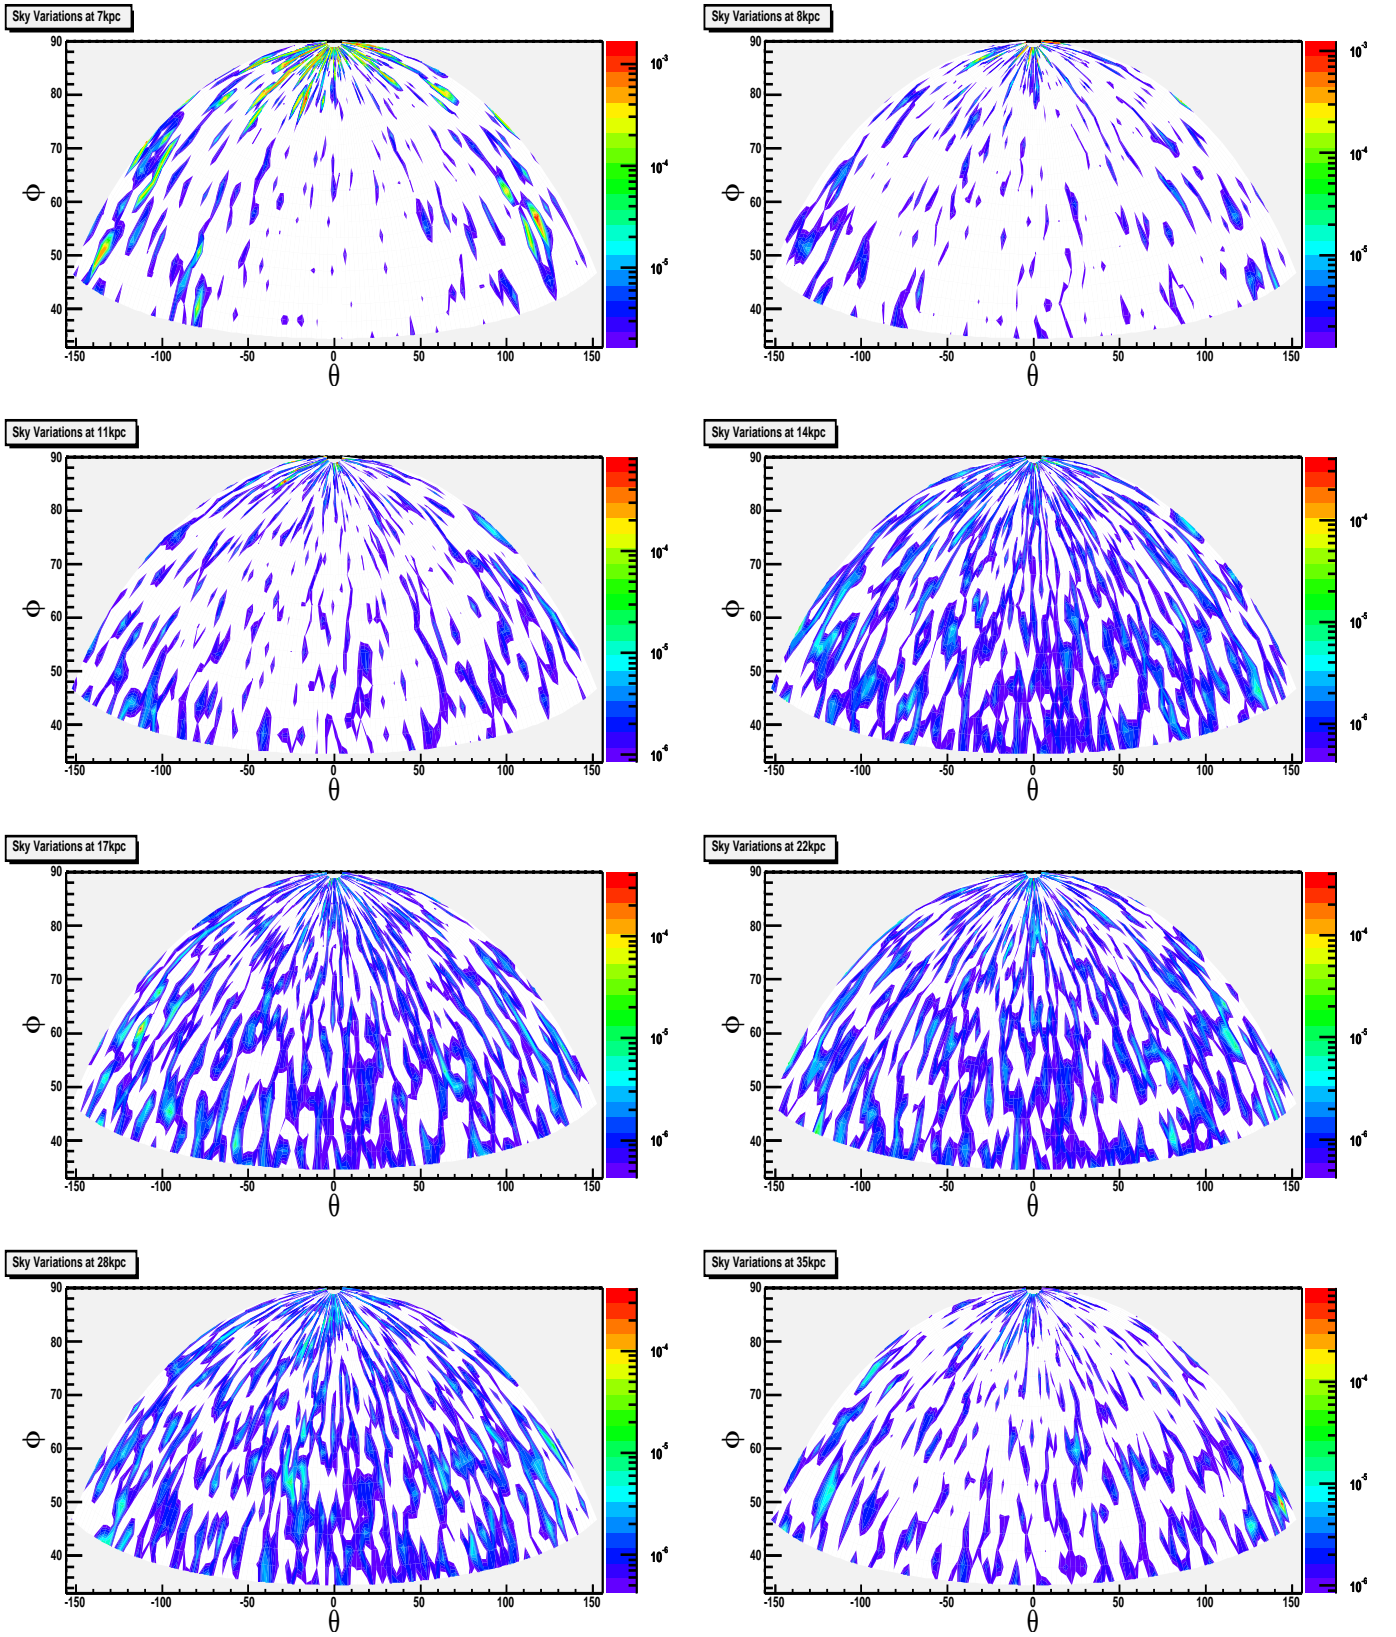 Sky Variations at 7kpc
90
80
70
60
50
40
ϕ
-150 -100 -50 0 50 100 150
θ
10⁻³
10⁻⁴
10⁻⁵
Sky Variations at 8kpc
90
80
70
60
50
40
ϕ
-150 -100 -50 0 50 100 150
θ
10⁻³
10⁻⁴
10⁻⁵
Sky Variations at 11kpc
90
80
70
60
50
40
ϕ
-150 -100 -50 0 50 100 150
θ
10⁻⁴
10⁻⁵
10⁻⁶
Sky Variations at 14kpc
90
80
70
60
50
40
ϕ
-150 -100 -50 0 50 100 150
θ
10⁻⁴
10⁻⁵
10⁻⁶
Sky Variations at 17kpc
90
80
70
60
50
40
ϕ
-150 -100 -50 0 50 100 150
θ
10⁻⁴
10⁻⁵
10⁻⁶
Sky Variations at 22kpc
90
80
70
60
50
40
ϕ
-150 -100 -50 0 50 100 150
θ
10⁻⁴
10⁻⁵
10⁻⁶
Sky Variations at 28kpc
90
80
70
60
50
40
ϕ
-150 -100 -50 0 50 100 150
θ
10⁻⁴
10⁻⁵
10⁻⁶
Sky Variations at 35kpc
90
80
70
60
50
40
ϕ
-150 -100 -50 0 50 100 150
θ
10⁻⁴
10⁻⁵
10⁻⁶